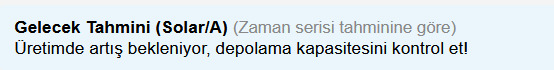 Gelecek Tahmini (Solar/A) (Zaman serisi tahminine göre)
Üretimde artış bekleniyor, depolama kapasitesini kontrol et!